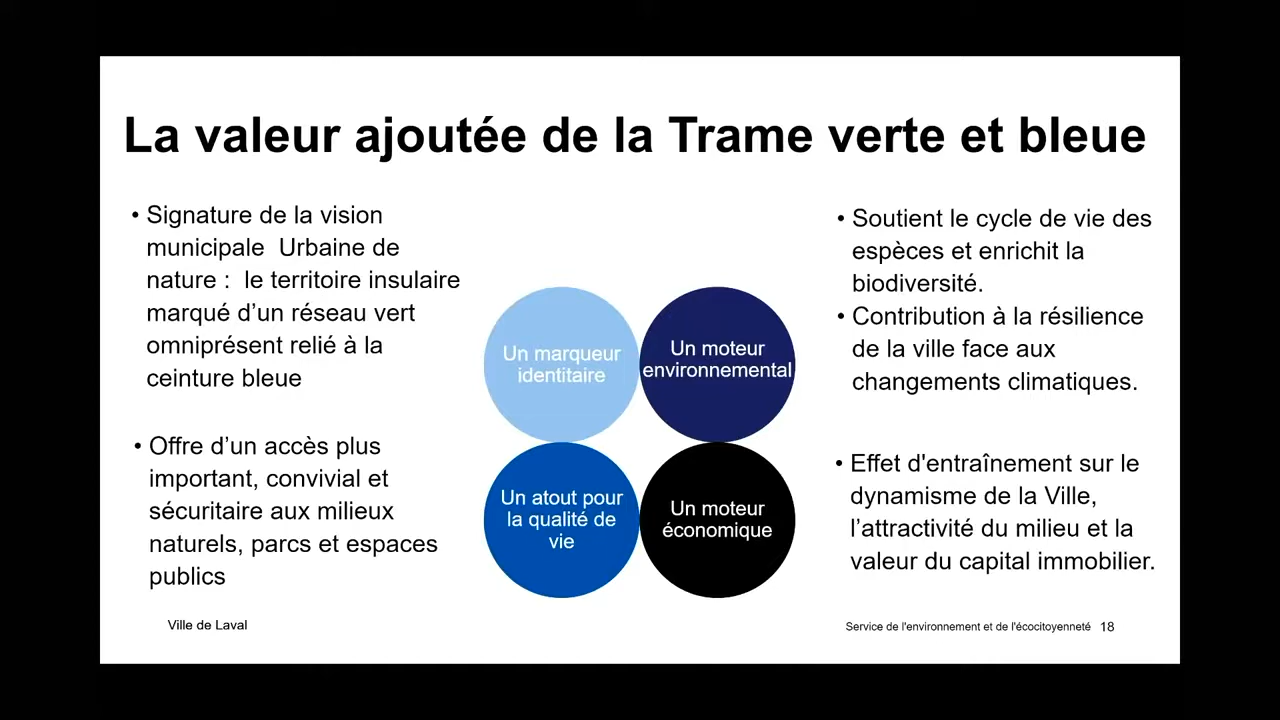 La valeur ajoutée de la Trame verte et bleue
• Signature de la vision
municipale  Urbaine de
nature :  le territoire insulaire
marqué d’un réseau vert
omniprésent relié à la
ceinture bleue
• Offre d’un accès plus
important, convivial et
sécuritaire aux milieux
naturels, parcs et espaces
publics
Un marqueur
identitaire
Un moteur
environnemental
Un atout pour
la qualité de
vie
Un moteur
économique
• Soutient le cycle de vie des
espèces et enrichit la
biodiversité.
• Contribution à la résilience
de la ville face aux
changements climatiques.
• Effet d'entraînement sur le
dynamisme de la Ville,
l’attractivité du milieu et la
valeur du capital immobilier.
Ville de Laval
Service de l'environnement et de l'écocitoyenneté 18